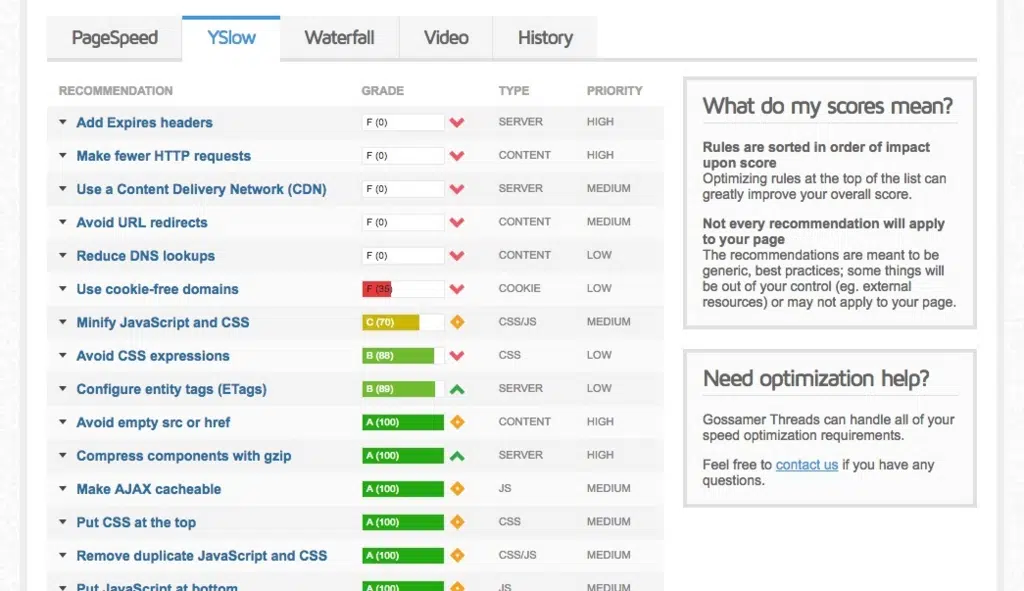 PageSpeed YSlow Waterfall Video History
RECOMMENDATION GRADE TYPE PRIORITY
Add Expires headers F (0) SERVER HIGH
Make fewer HTTP requests F (0) CONTENT HIGH
Use a Content Delivery Network (CDN) F (0) SERVER MEDIUM
Avoid URL redirects F (0) CONTENT MEDIUM
Reduce DNS lookups F (0) CONTENT LOW
Use cookie-free domains F (35) COOKIE LOW
Minify JavaScript and CSS C (70) CSS/JS MEDIUM
Avoid CSS expressions B (88) CSS LOW
Configure entity tags (ETags) B (89) SERVER LOW
Avoid empty src or href A (100) CONTENT HIGH
Compress components with gzip A (100) SERVER HIGH
Make AJAX cacheable A (100) JS MEDIUM
Put CSS at the top A (100) CSS MEDIUM
Remove duplicate JavaScript and CSS A (100) CSS/JS MEDIUM
Put JavaScript at bottom A (100) JS MEDIUM
What do my scores mean?
Rules are sorted in order of impact
upon score
Optimizing rules at the top of the list can
greatly improve your overall score.
Not every recommendation will apply
to your page
The recommendations are meant to be
generic, best practices; some things will
be out of your control (eg. external
resources) or may not apply to your page.
Need optimization help?
Gossamer Threads can handle all of your
speed optimization requirements.
Feel free to contact us if you have any
questions.